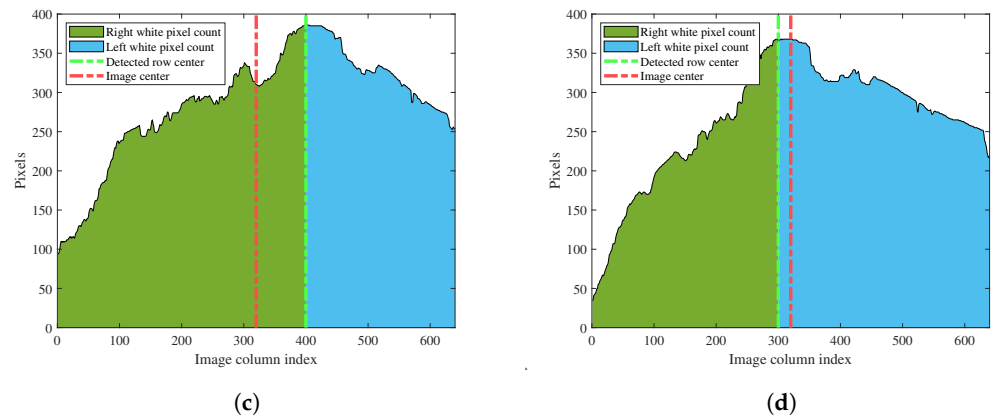 400
350
300
250
200
150
100
50
0
Pixels
Right white pixel count
Left white pixel count
Detected row center
Image center
0 100 200 300 400 500 600
Image column index
(c)
400
350
300
250
200
150
100
50
0
Pixels
Right white pixel count
Left white pixel count
Detected row center
Image center
0 100 200 300 400 500 600
Image column index
(d)